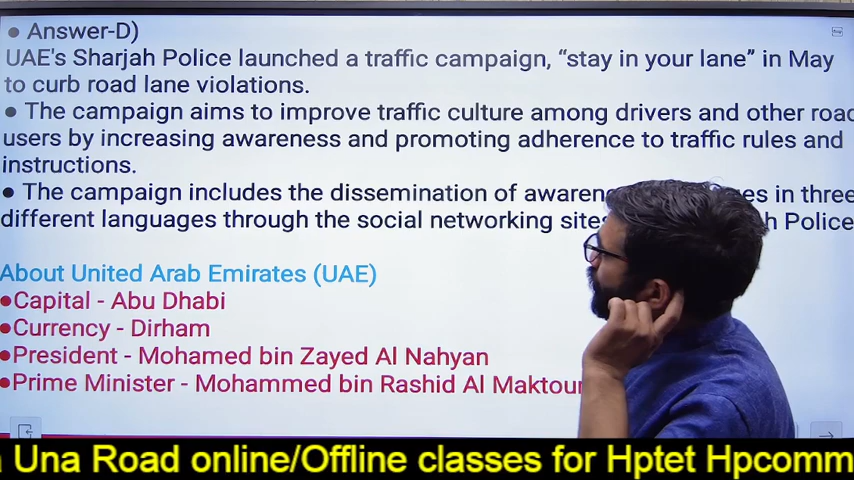 ● Answer-D)
UAE's Sharjah Police launched a traffic campaign, “stay in your lane” in May
to curb road lane violations.
● The campaign aims to improve traffic culture among drivers and other road
users by increasing awareness and promoting adherence to traffic rules and
instructions.
● The campaign includes the dissemination of in three
different languages through the social networking Police
About United Arab Emirates (UAE)
●Capital - Abu Dhabi
●Currency - Dirham
●President - Mohamed bin Zayed Al Nahyan
●Prime Minister - Mohammed bin Rashid Al
Una Road online/Offline classes for Hptet